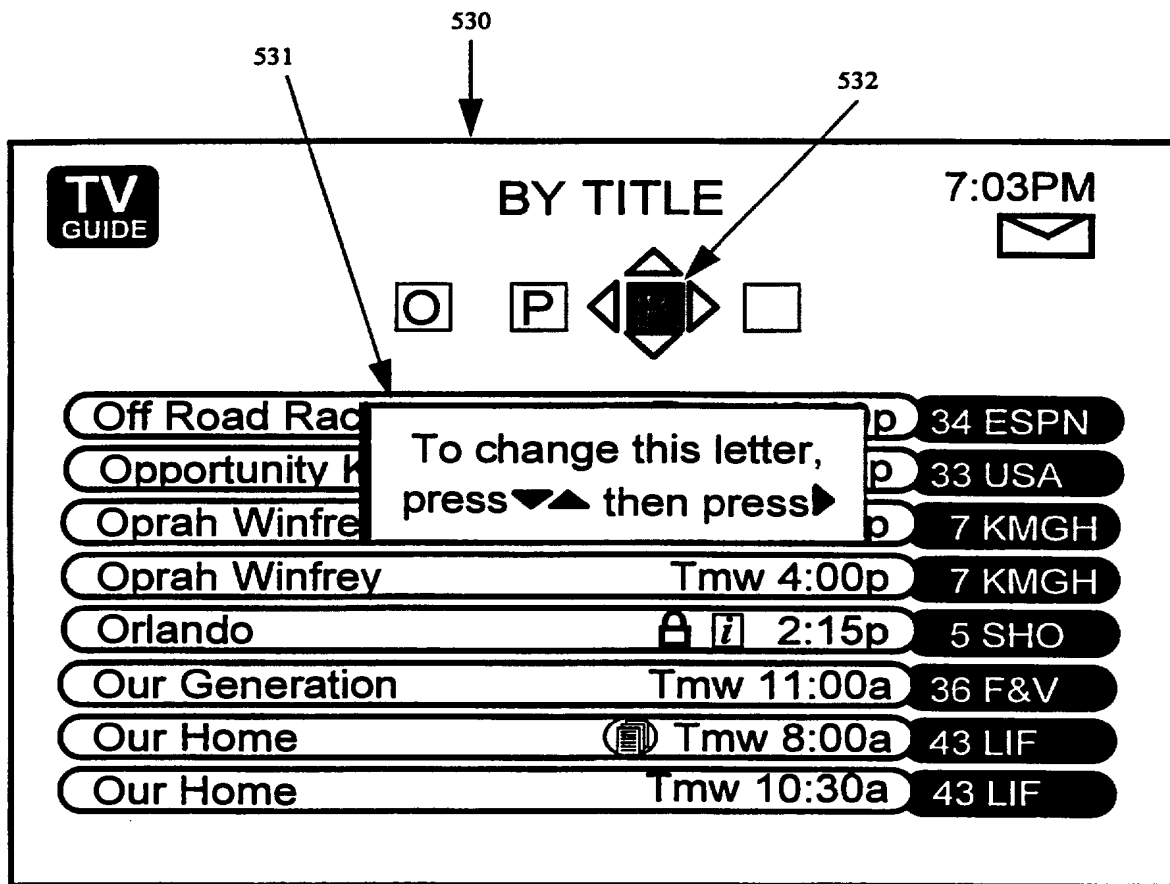 530
531
532
TV
GUIDE
BY TITLE
7:03PM
O P
Off Road Rac p 34 ESPN
To change this letter,
press▼▲ then press▶
Opportunity K p 33 USA
Oprah Winfre p 7 KMGH
Oprah Winfrey Tmw 4:00p 7 KMGH
Orlando i 2:15p 5 SHO
Our Generation Tmw 11:00a 36 F&V
Our Home Tmw 8:00a 43 LIF
Our Home Tmw 10:30a 43 LIF